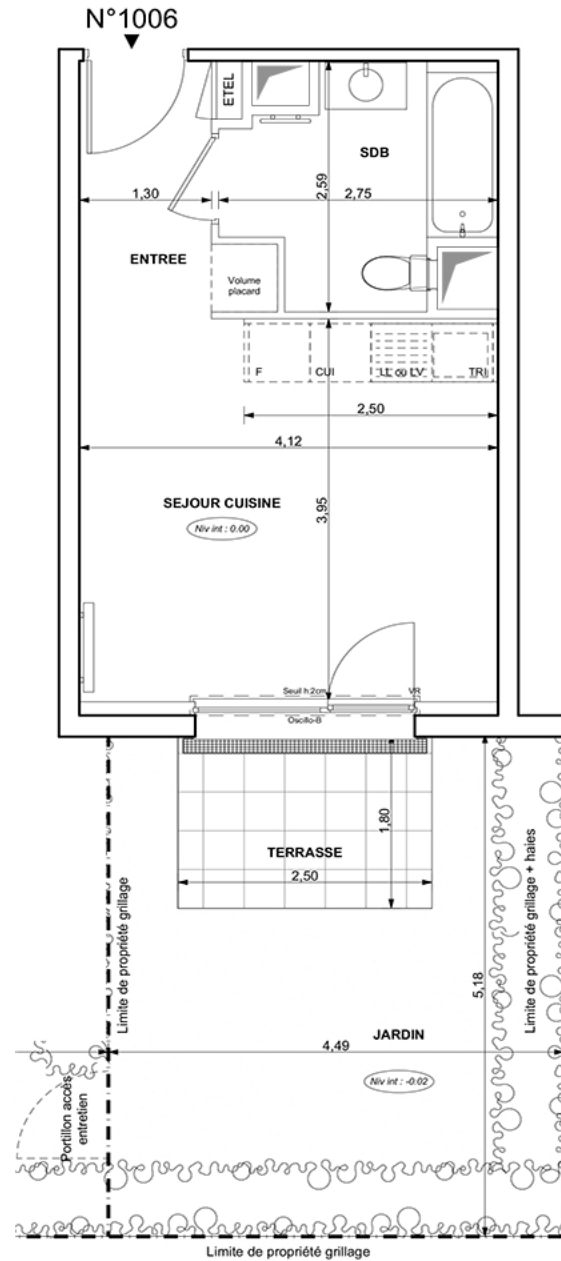 N°1006
ETEL
SDB
1,30
2,59
2,75
ENTREE
Volume
placard
F
CUI
LL ou LV
TRI
2,50
4,12
3,95
SEJOUR CUISINE
Niv int : 0.00
Seuil h:2cm
VR
Oscillo-B
1,80
TERRASSE
2,50
Limite de propriété grillage
Limite de propriété grillage + haies
5,18
JARDIN
4,49
Niv int : -0.02
Portillon accès
entretien
Limite de propriété grillage